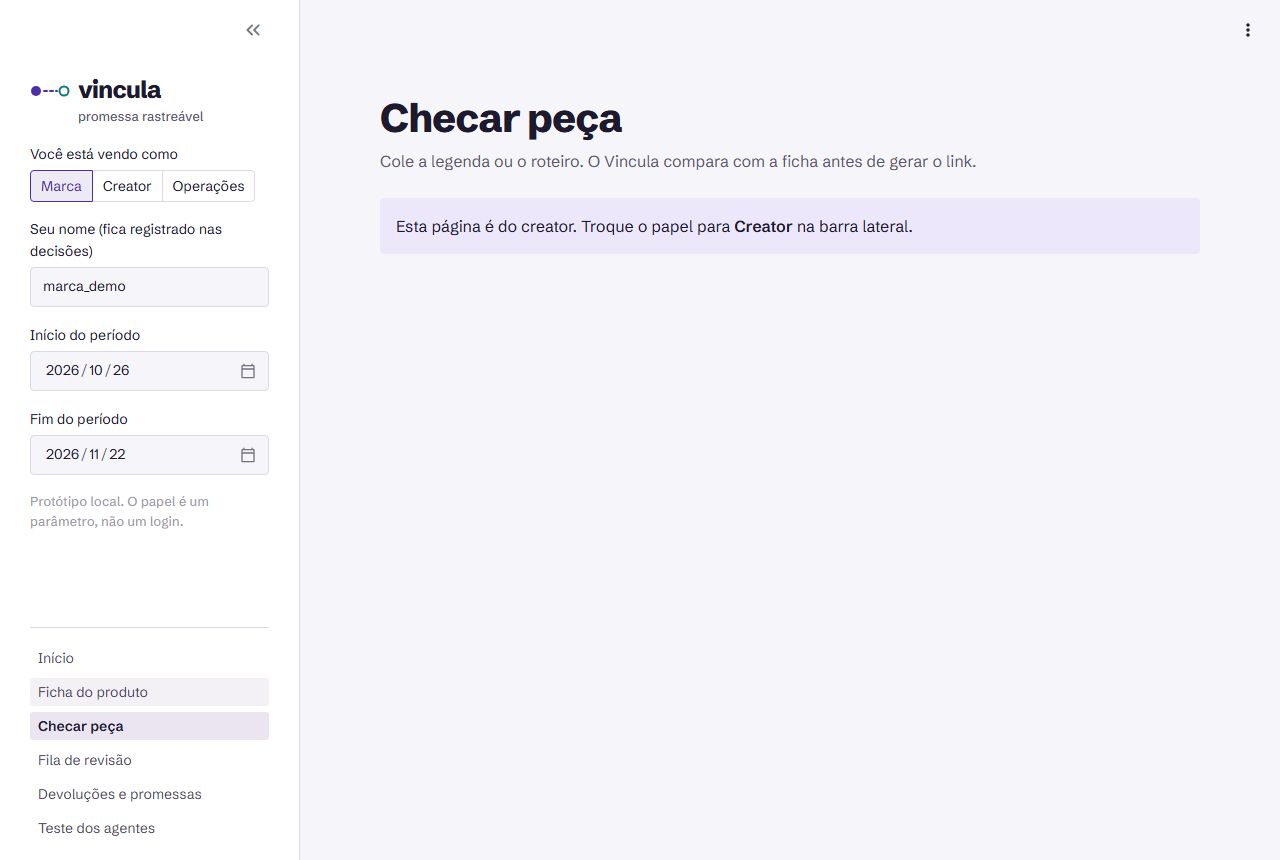 vincula
promessa rastreável
Você está vendo como
Marca Creator Operações
Seu nome (fica registrado nas
decisões)
marca_demo
Início do período
2026/10/26
Fim do período
2026/11/22
Protótipo local. O papel é um
parâmetro, não um login.
Início
Ficha do produto
Checar peça
Fila de revisão
Devoluções e promessas
Teste dos agentes
Checar peça
Cole a legenda ou o roteiro. O Vincula compara com a ficha antes de gerar o link.
Esta página é do creator. Troque o papel para Creator na barra lateral.